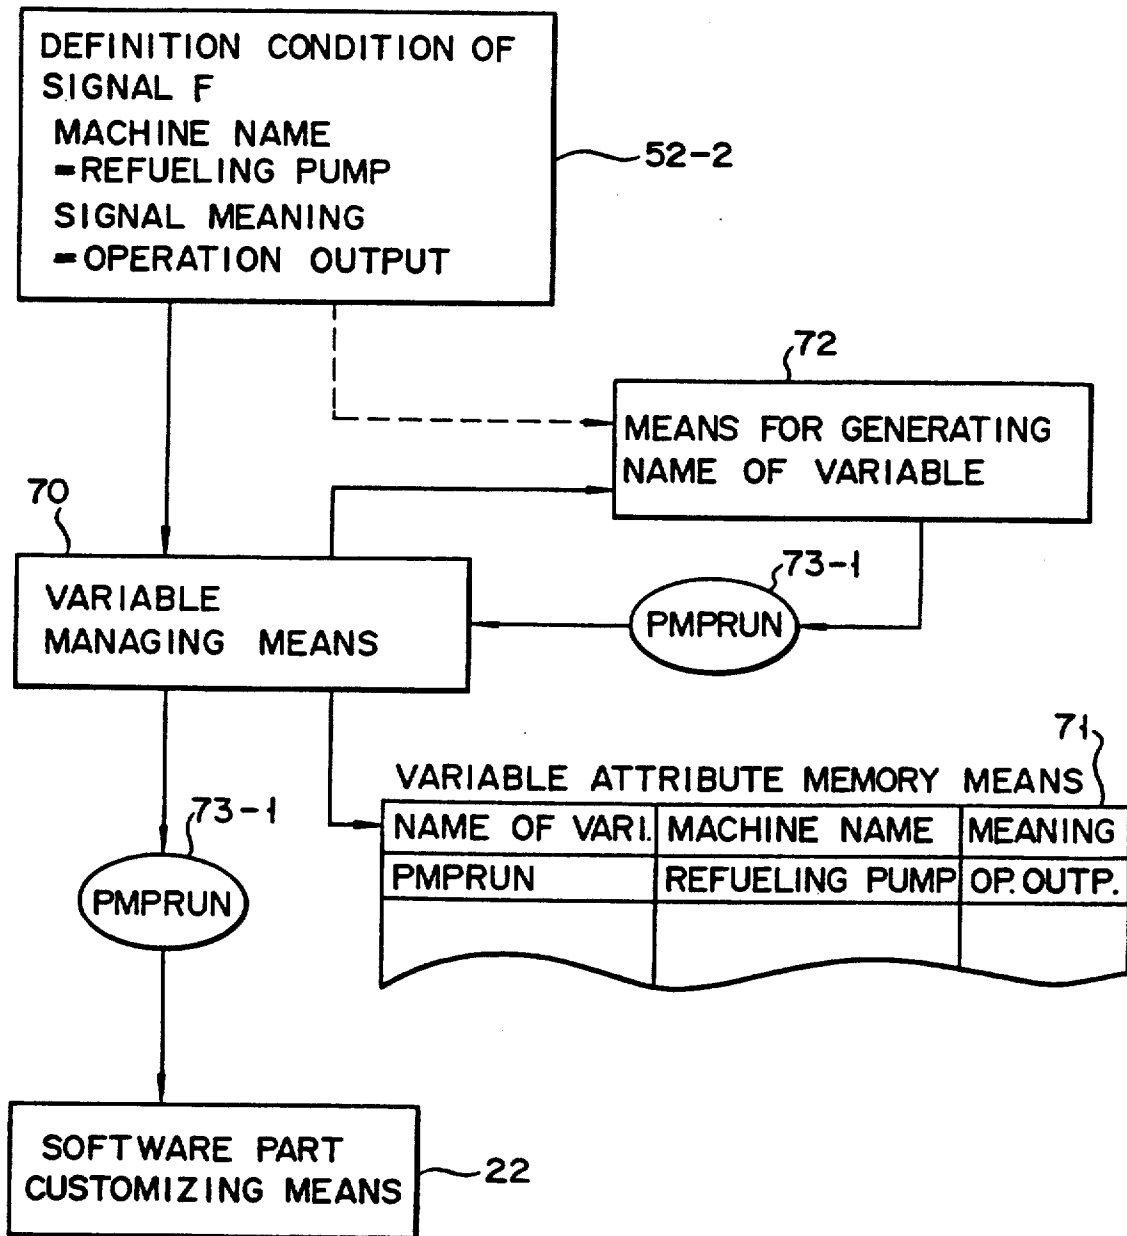 DEFINITION CONDITION OF
SIGNAL F
MACHINE NAME
=REFUELING PUMP
SIGNAL MEANING
=OPERATION OUTPUT
52-2
72
MEANS FOR GENERATING
NAME OF VARIABLE
70
VARIABLE
MANAGING MEANS
73-1
PMPRUN
71
VARIABLE ATTRIBUTE MEMORY MEANS
NAME OF VARI. MACHINE NAME MEANING
PMPRUN REFUELING PUMP OP. OUTP.
73-1
PMPRUN
SOFTWARE PART
CUSTOMIZING MEANS
22